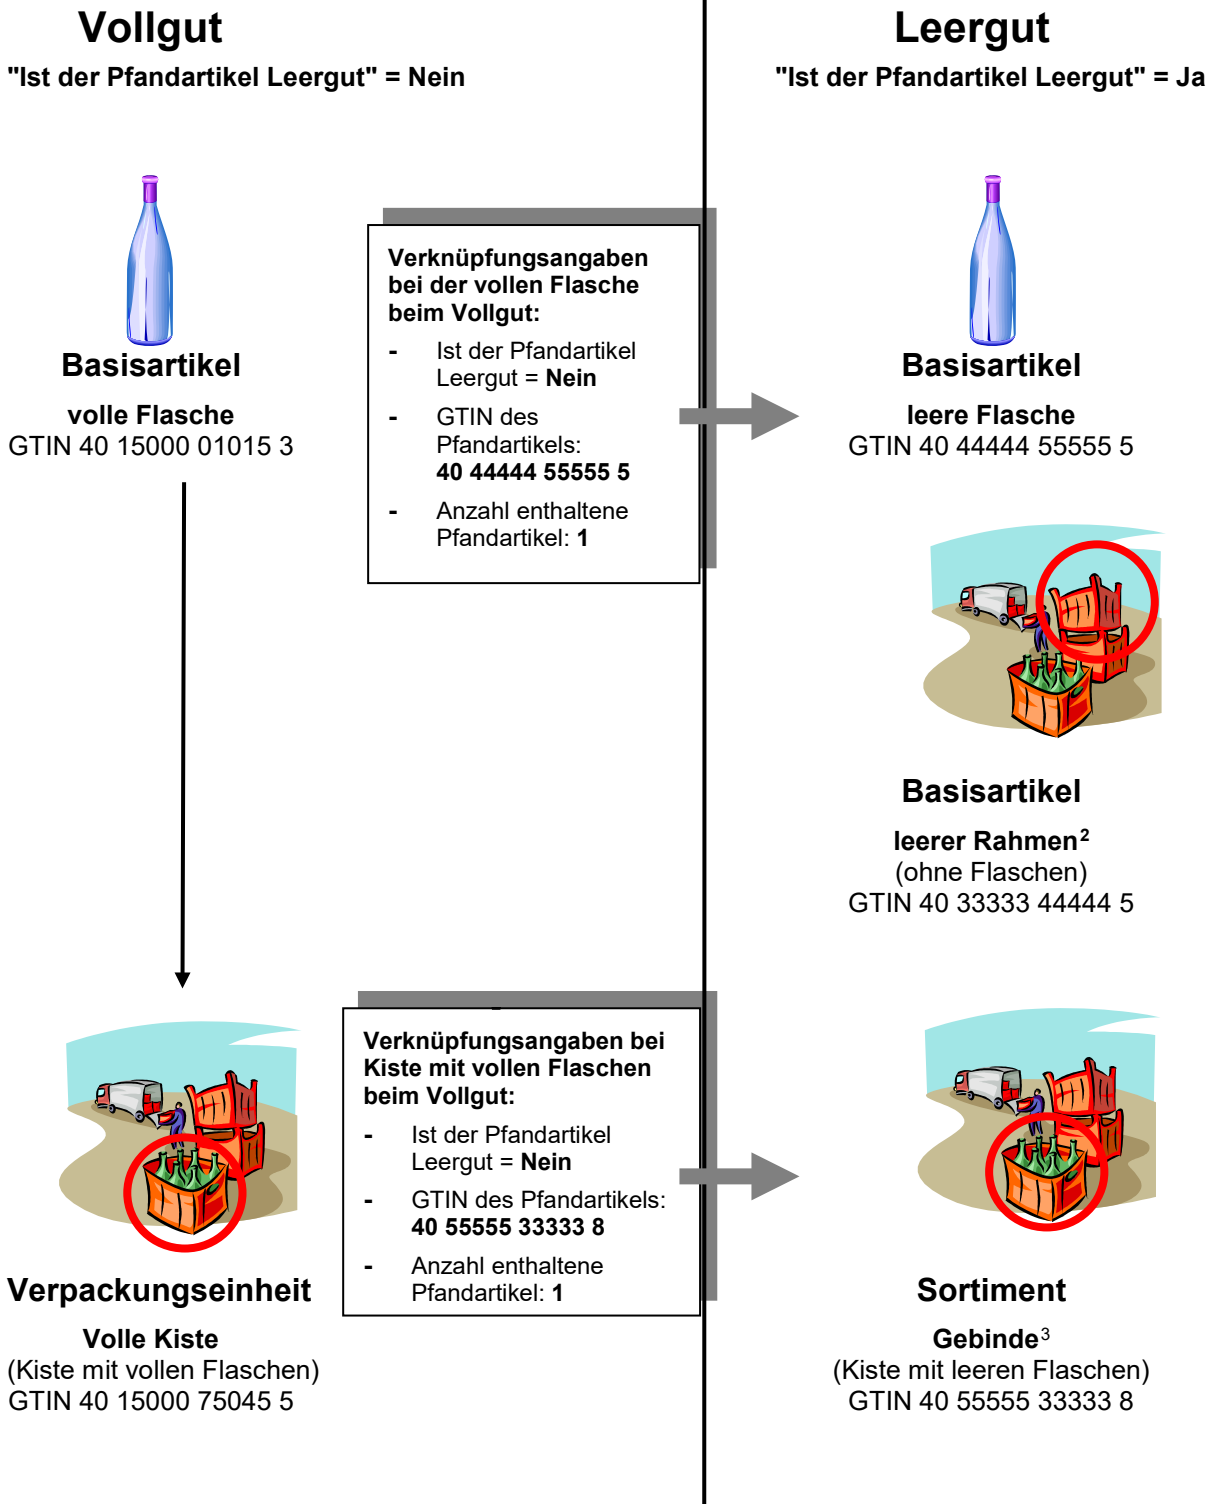 Vollgut
"Ist der Pfandartikel Leergut" = Nein
Leergut
"Ist der Pfandartikel Leergut" = Ja
Basisartikel
volle Flasche
GTIN 40 15000 01015 3
Verknüpfungsangaben
bei der vollen Flasche
beim Vollgut:
- Ist der Pfandartikel
Leergut = Nein
- GTIN des
Pfandartikels:
40 44444 55555 5
- Anzahl enthaltene
Pfandartikel: 1
Basisartikel
leere Flasche
GTIN 40 44444 55555 5
Basisartikel
leerer Rahmen²
(ohne Flaschen)
GTIN 40 33333 44444 5
Verpackungseinheit
Volle Kiste
(Kiste mit vollen Flaschen)
GTIN 40 15000 75045 5
Verknüpfungsangaben bei
Kiste mit vollen Flaschen
beim Vollgut:
- Ist der Pfandartikel
Leergut = Nein
- GTIN des Pfandartikels:
40 55555 33333 8
- Anzahl enthaltene
Pfandartikel: 1
Sortiment
Gebinde³
(Kiste mit leeren Flaschen)
GTIN 40 55555 33333 8